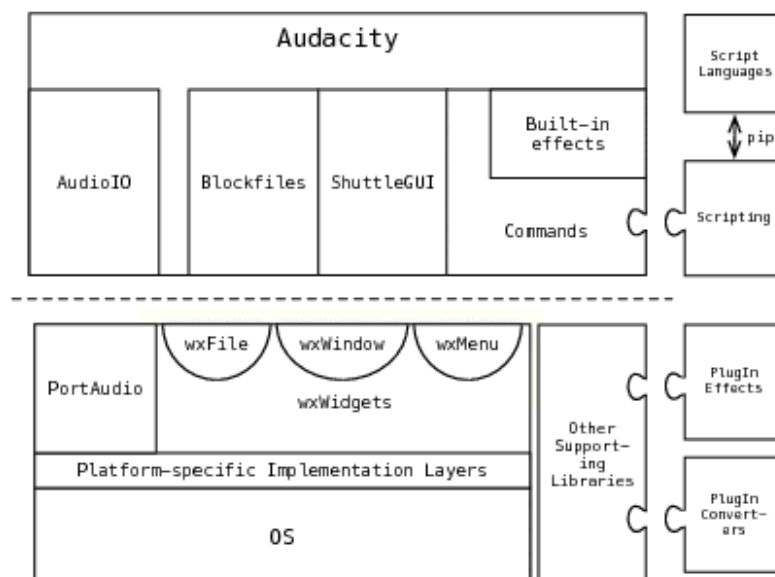 Audacity
Script
Languages
pip
Built-in
effects
AudioIO
Blockfiles
ShuttleGUI
Commands
Scripting
wxFile
wxWindow
wxMenu
PortAudio
wxWidgets
PlugIn
Effects
Other
Support-
ing
Libraries
Platform-specific Implementation Layers
PlugIn
Convert-
ers
OS